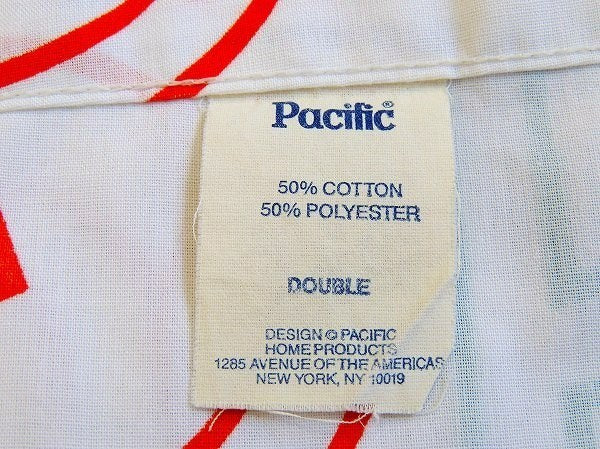 Pacific®
50% COTTON
50% POLYESTER
DOUBLE
DESIGN © PACIFIC
HOME PRODUCTS
1285 AVENUE OF THE AMERICAS
NEW YORK, NY 10019